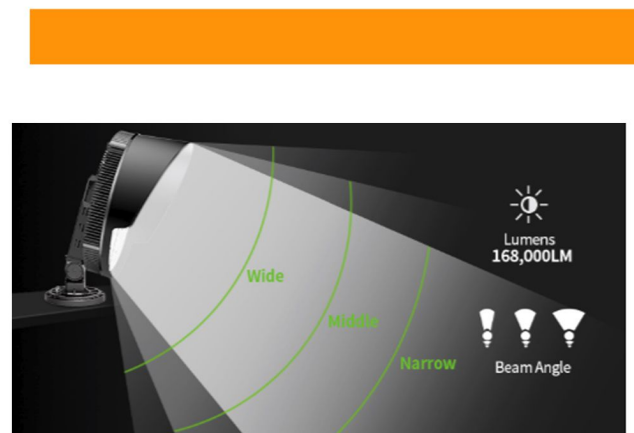 Wide
Middle
Narrow
Lumens
168,000LM
Beam Angle